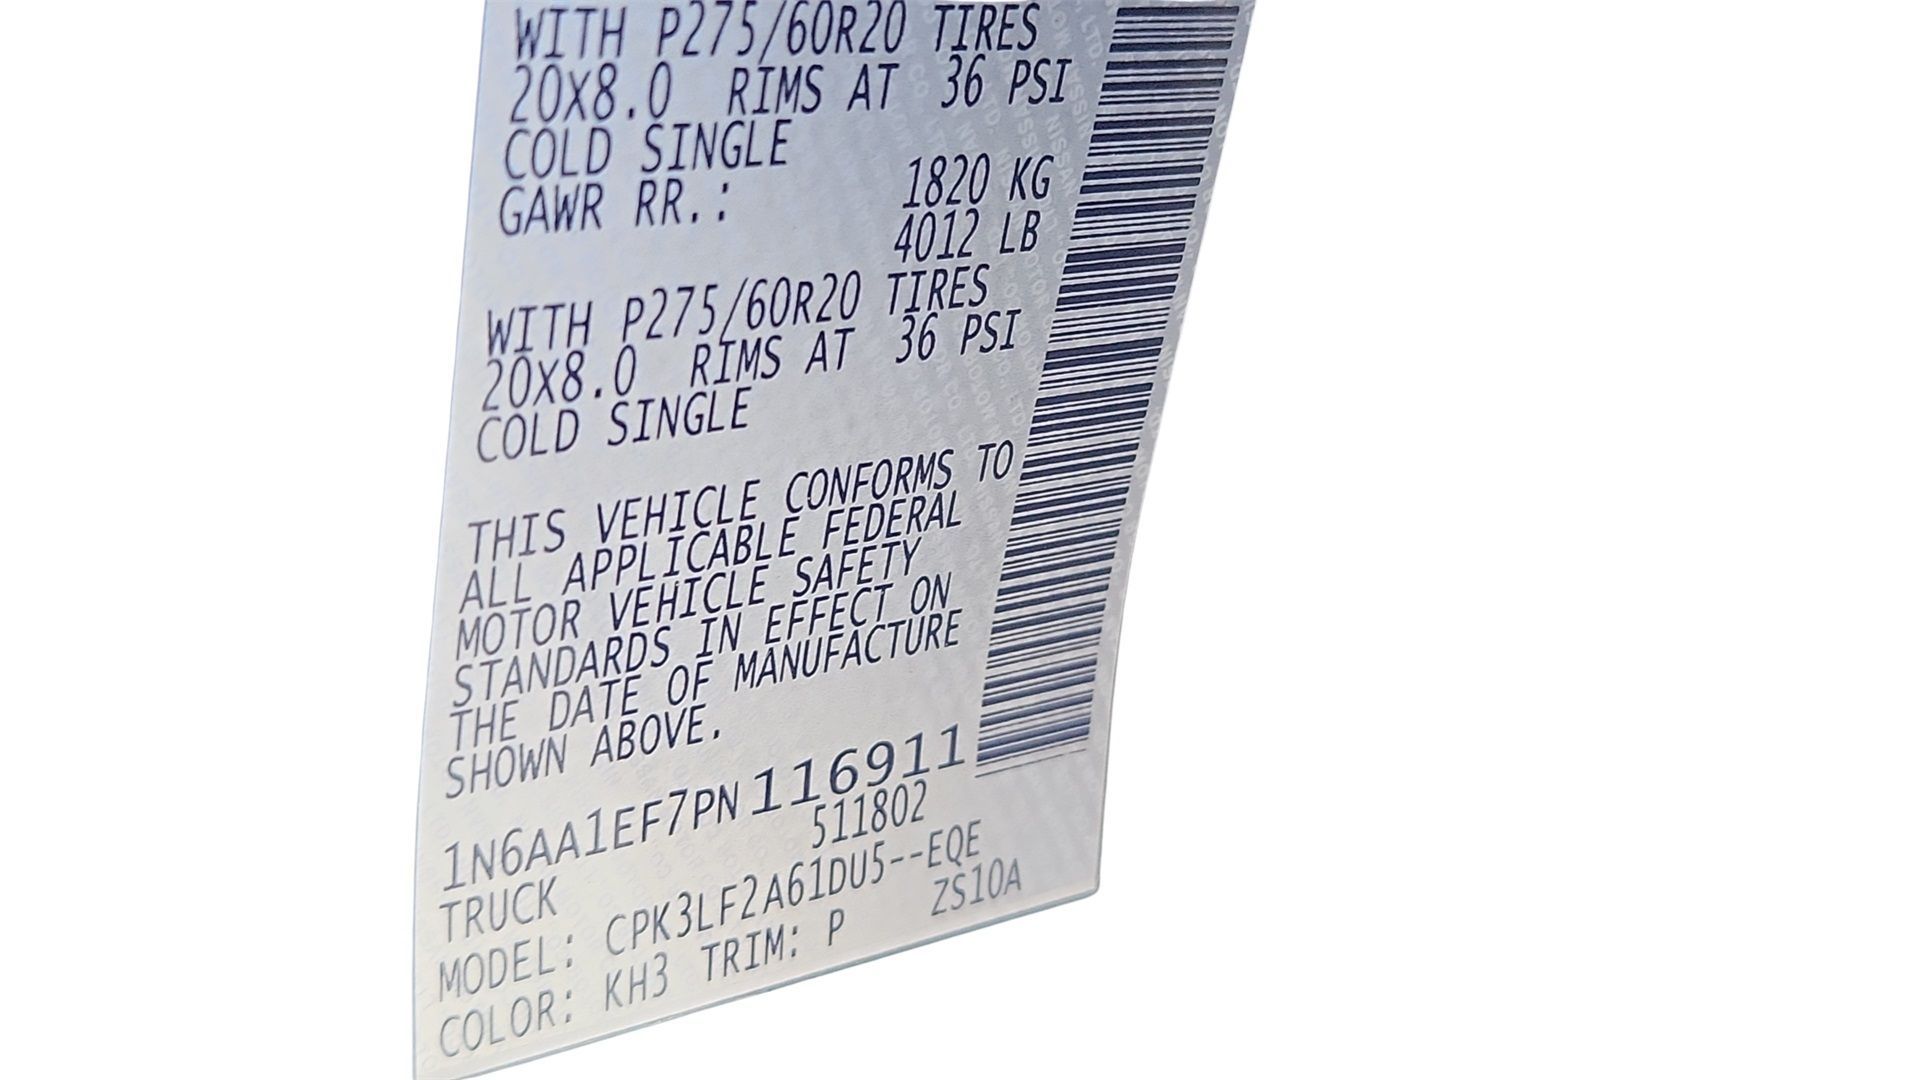 WITH P275/60R20 TIRES
20X8.0 RIMS AT 36 PSI
COLD SINGLE
GAWR RR.: 1820 KG
4012 LB
WITH P275/60R20 TIRES
20X8.0 RIMS AT 36 PSI
COLD SINGLE
THIS VEHICLE CONFORMS TO
ALL APPLICABLE FEDERAL
MOTOR VEHICLE SAFETY
STANDARDS IN EFFECT ON
THE DATE OF MANUFACTURE
SHOWN ABOVE.
1N6AA1EF7PN116911
TRUCK 511802
MODEL: CPK3LF2A61DU5--EQE
COLOR: KH3 TRIM: P ZS10A